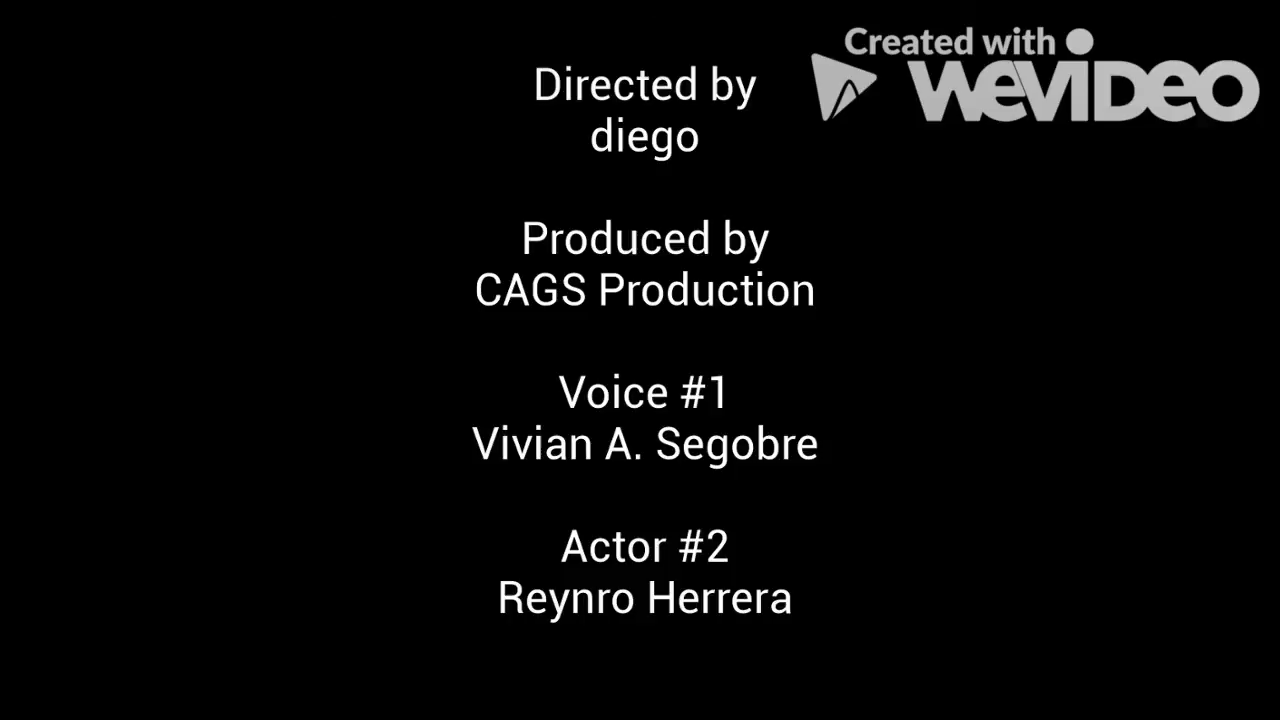 Created with
WEVIDEO
Directed by
diego
Produced by
CAGS Production
Voice #1
Vivian A. Segobre
Actor #2
Reynro Herrera